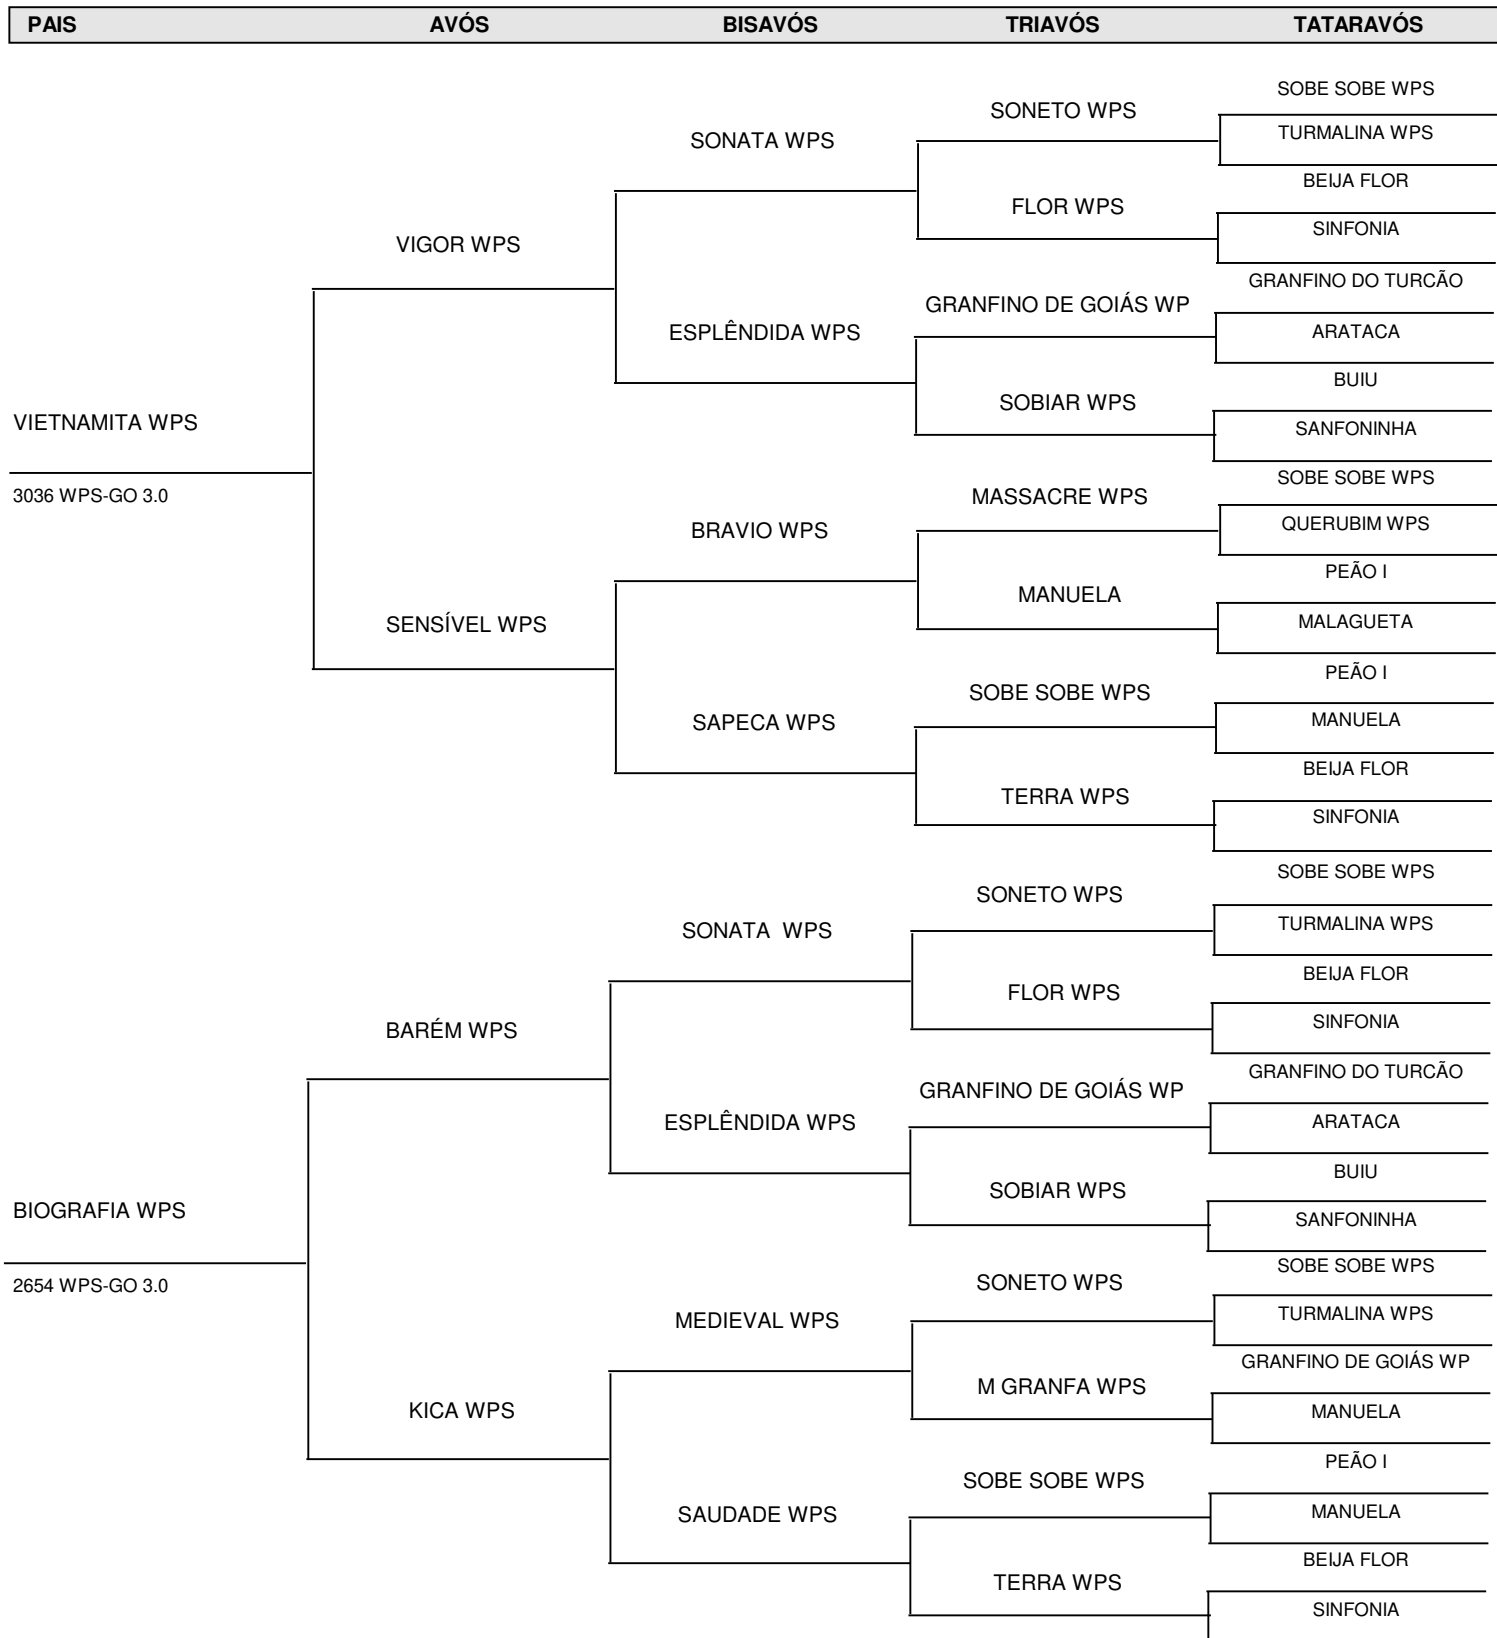 PAIS AVÓS BISAVÓS TRIAVÓS TATARAVÓS
SOBE SOBE WPS
SONETO WPS
TURMALINA WPS
SONATA WPS
BEIJA FLOR
FLOR WPS
SINFONIA
VIGOR WPS
GRANFINO DO TURCÃO
GRANFINO DE GOIÁS WP
ESPLÊNDIDA WPS
ARATACA
BUIU
SOBIAR WPS
VIETNAMITA WPS
SANFONINHA
SOBE SOBE WPS
3036 WPS-GO 3.0
MASSACRE WPS
QUERUBIM WPS
BRAVIO WPS
PEÃO I
MANUELA
MALAGUETA
SENSÍVEL WPS
PEÃO I
SOBE SOBE WPS
MANUELA
SAPECA WPS
BEIJA FLOR
TERRA WPS
SINFONIA
SOBE SOBE WPS
SONETO WPS
TURMALINA WPS
SONATA  WPS
BEIJA FLOR
FLOR WPS
SINFONIA
BARÉM WPS
GRANFINO DO TURCÃO
GRANFINO DE GOIÁS WP
ESPLÊNDIDA WPS
ARATACA
BUIU
SOBIAR WPS
BIOGRAFIA WPS
SANFONINHA
SOBE SOBE WPS
2654 WPS-GO 3.0
SONETO WPS
TURMALINA WPS
MEDIEVAL WPS
GRANFINO DE GOIÁS WP
M GRANFA WPS
KICA WPS
MANUELA
PEÃO I
SOBE SOBE WPS
MANUELA
SAUDADE WPS
BEIJA FLOR
TERRA WPS
SINFONIA